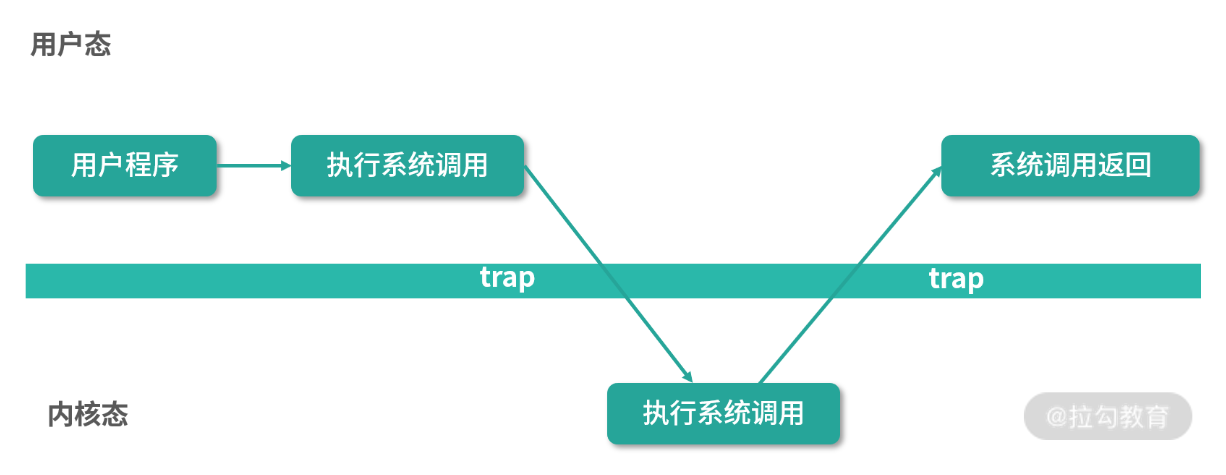 用户态
用户程序
执行系统调用
系统调用返回
trap
trap
执行系统调用
内核态
@拉勾教育